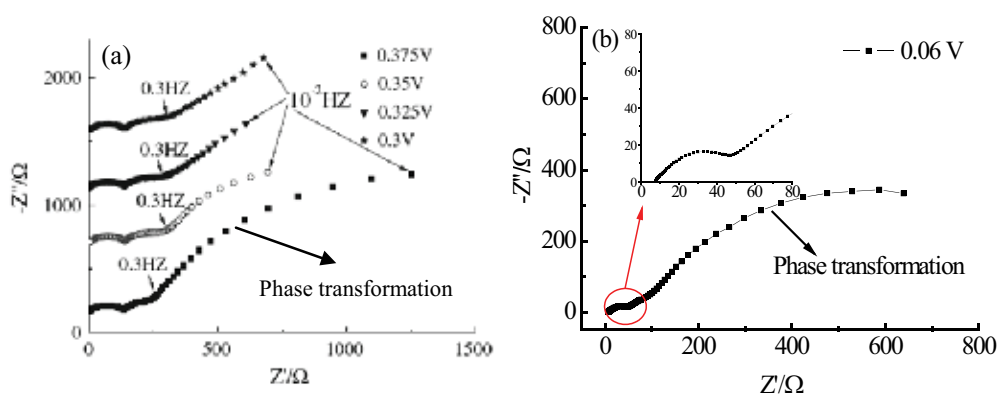 (a)
2000
1000
0
-Z''/Ω
0.3HZ
0.3HZ
0.3HZ
0.3HZ
10⁻²HZ
0.375V
0.35V
0.325V
0.3V
Phase transformation
0
500
1000
1500
Z'/Ω
(b)
800
600
400
200
0
-Z''/Ω
80
60
40
20
0
20
40
60
80
0.06 V
Phase transformation
0
200
400
600
800
Z'/Ω